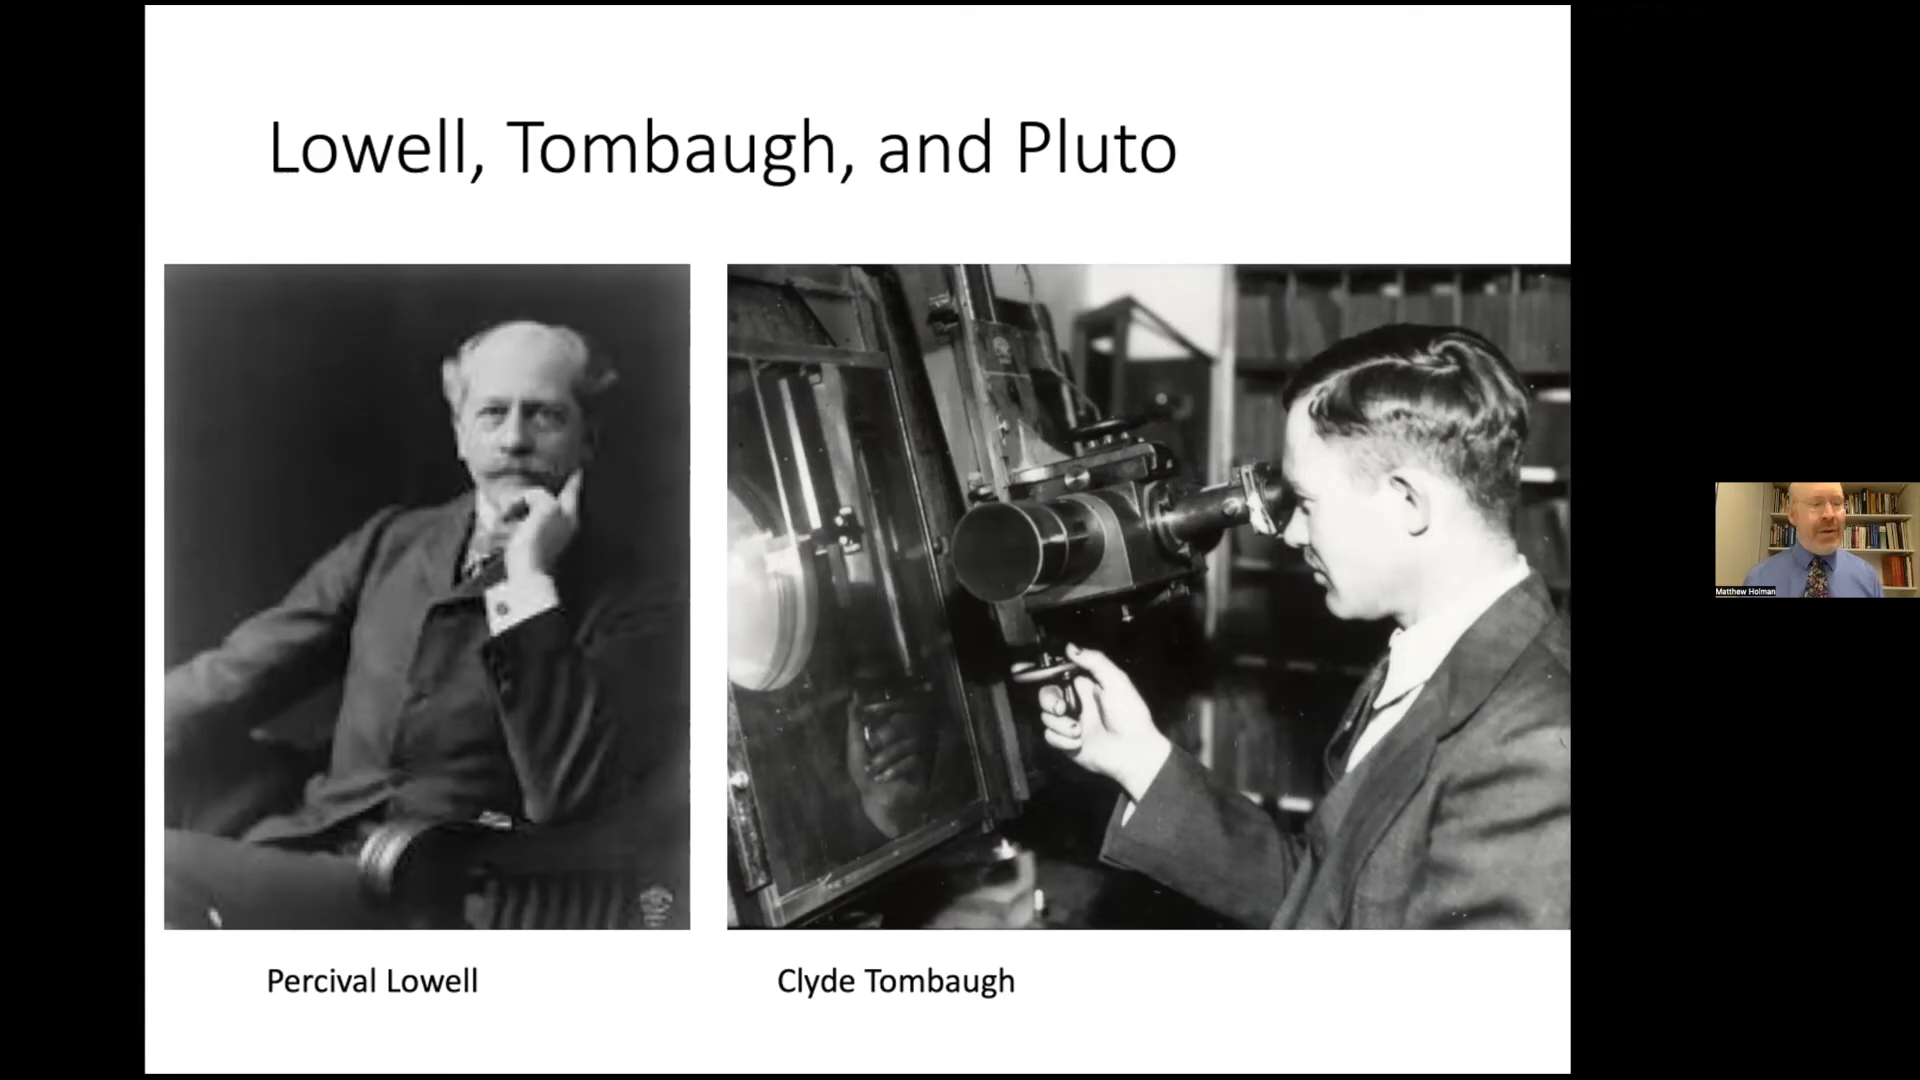 Lowell, Tombaugh, and Pluto
Percival Lowell
Clyde Tombaugh
Matthew Holman